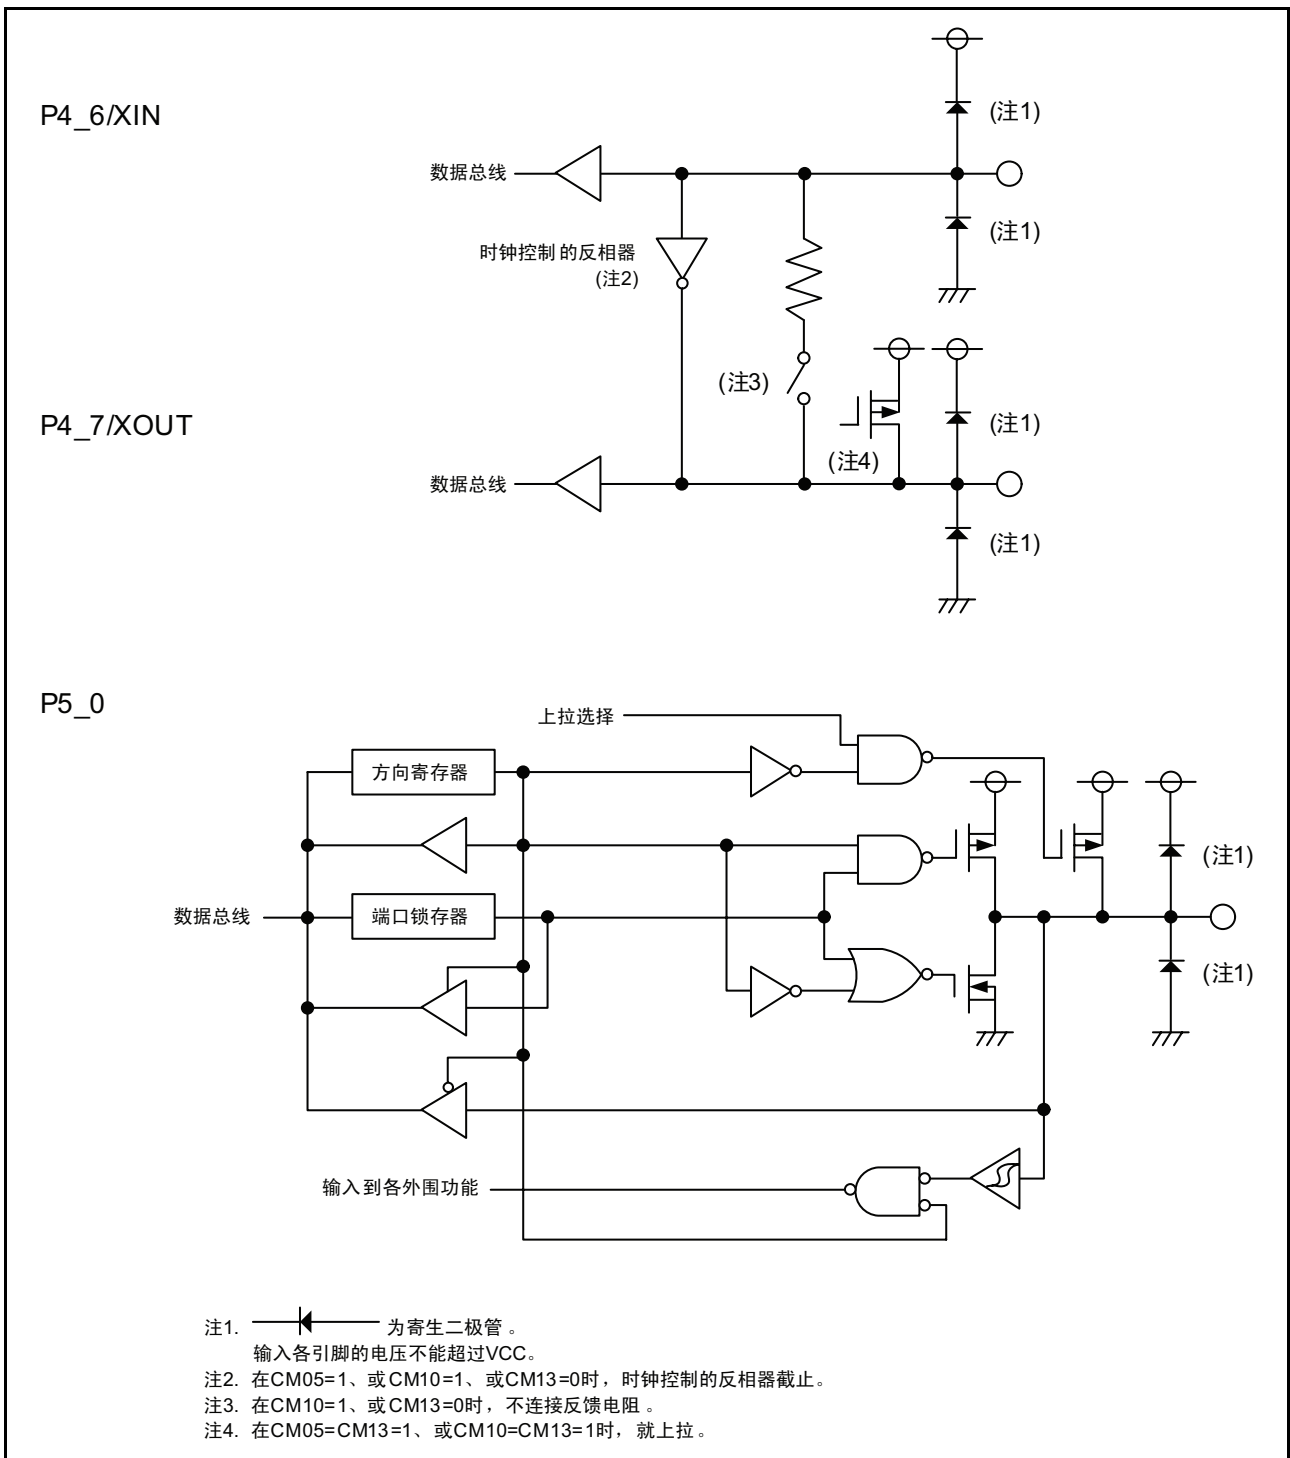 P4_6/XIN
(注1)
数据总线
(注1)
时钟控制的反相器
(注2)
(注3)
P4_7/XOUT
(注1)
(注4)
数据总线
(注1)
P5_0
上拉选择
方向寄存器
(注1)
数据总线
端口锁存器
(注1)
输入到各外围功能
注1. 为寄生二极管。
输入各引脚的电压不能超过VCC。
注2. 在CM05=1、或CM10=1、或CM13=0时，时钟控制的反相器截止。
注3. 在CM10=1、或CM13=0时，不连接反馈电阻。
注4. 在CM05=CM13=1、或CM10=CM13=1时，就上拉。